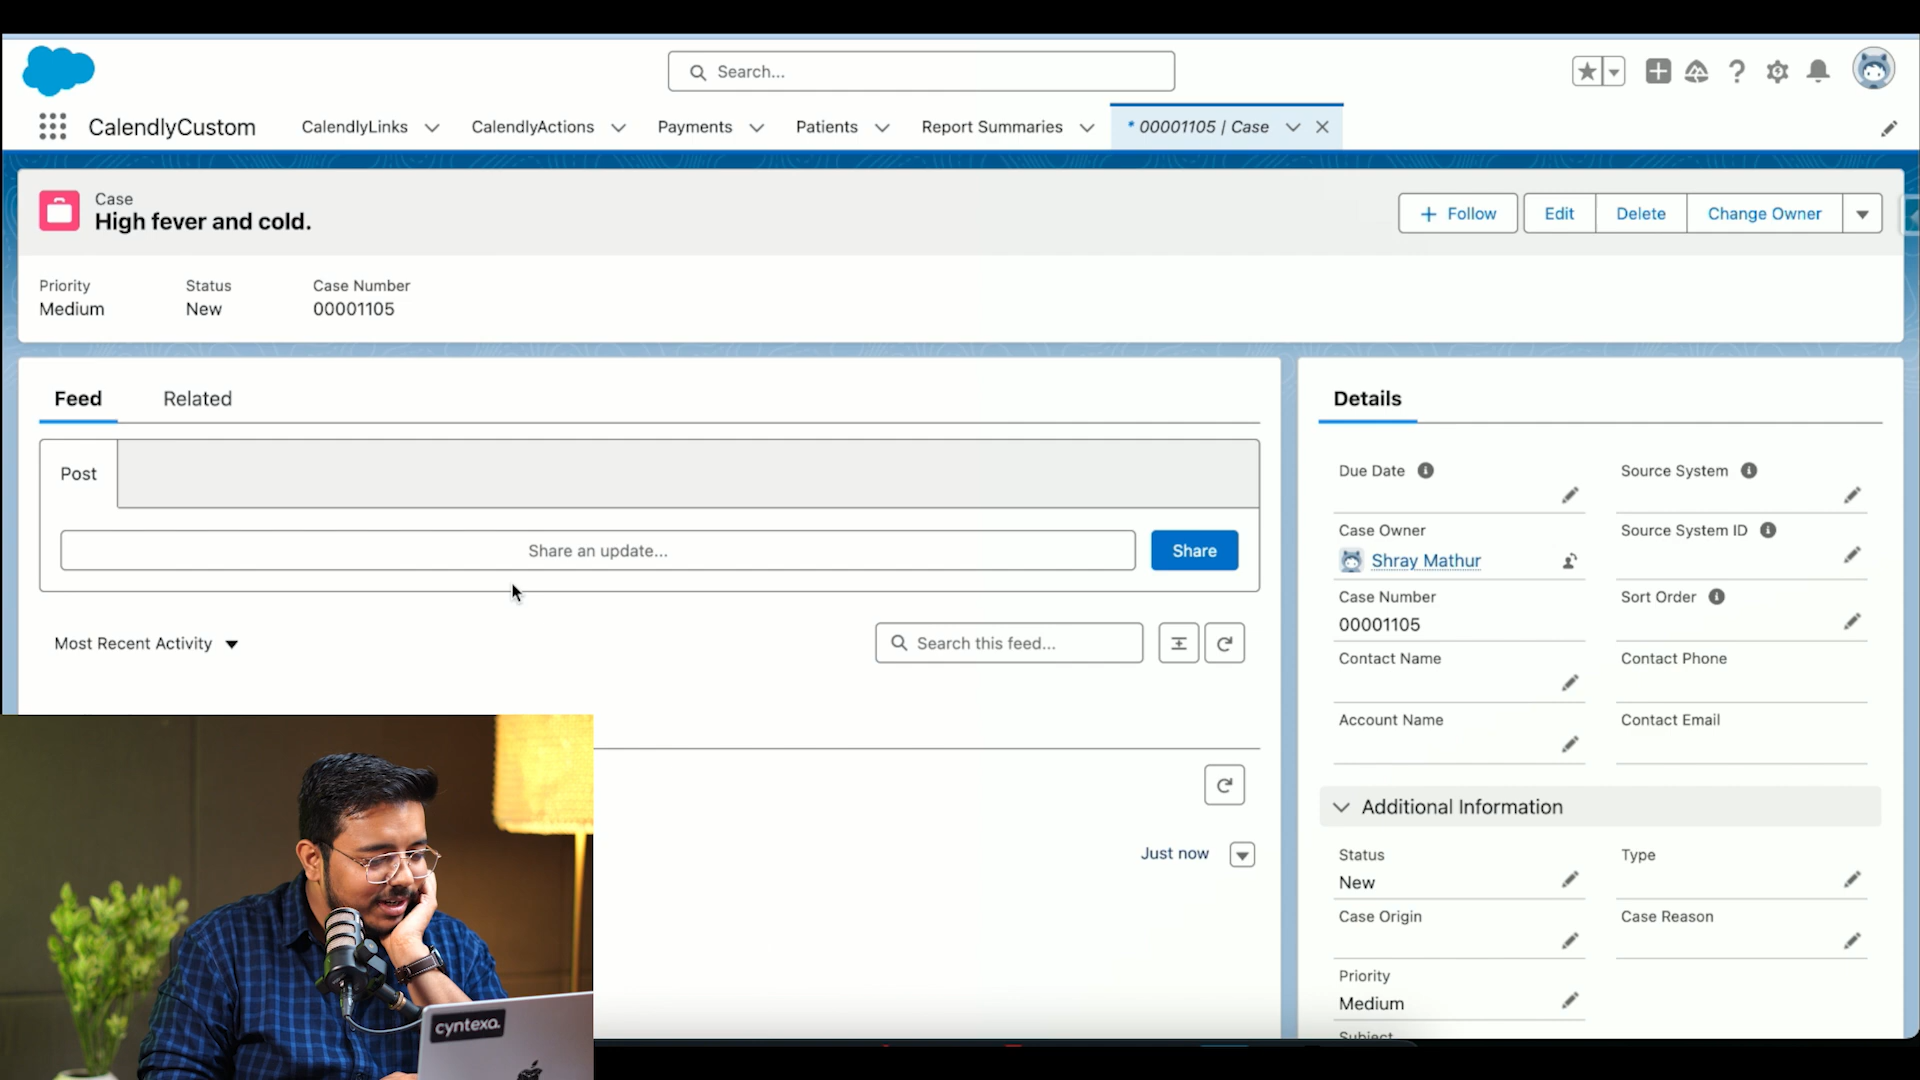 Search...
CalendlyCustom
CalendlyLinks
CalendlyActions
Payments
Patients
Report Summaries
* 00001105 | Case
Case
High fever and cold.
+ Follow
Edit
Delete
Change Owner
Priority
Medium
Status
New
Case Number
00001105
Feed
Related
Post
Share an update...
Share
Most Recent Activity
Search this feed...
Just now
Details
Due Date
Source System
Case Owner
Shray Mathur
Source System ID
Case Number
00001105
Sort Order
Contact Name
Contact Phone
Account Name
Contact Email
Additional Information
Status
New
Type
Case Origin
Case Reason
Priority
Medium
Subject
cyntexa.